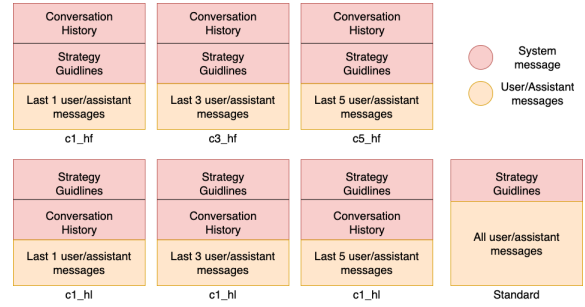 Conversation
History
Strategy
Guidlines
Last 1 user/assistant
messages
c1_hf
Conversation
History
Strategy
Guidlines
Last 3 user/assistant
messages
c3_hf
Conversation
History
Strategy
Guidlines
Last 5 user/assistant
messages
c5_hf
System
message
User/Assistant
messages
Strategy
Guidlines
Conversation
History
Last 1 user/assistant
messages
c1_hl
Strategy
Guidlines
Conversation
History
Last 3 user/assistant
messages
c1_hl
Strategy
Guidlines
Conversation
History
Last 5 user/assistant
messages
c1_hl
Strategy
Guidlines
All user/assistant
messages
Standard